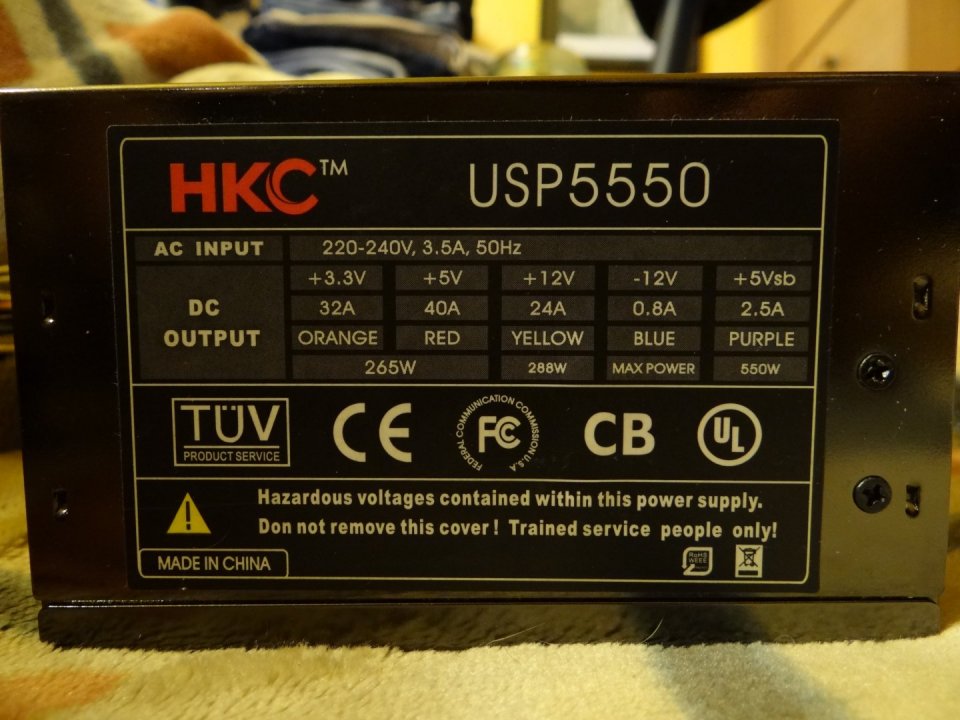 HKC™ USP5550
AC INPUT 220-240V, 3.5A, 50Hz
DC OUTPUT
+3.3V +5V +12V -12V +5Vsb
32A 40A 24A 0.8A 2.5A
ORANGE RED YELLOW BLUE PURPLE
265W 288W MAX POWER 550W
TÜV
PRODUCT SERVICE
CE
FEDERAL COMMUNICATION COMMISSION U.S.A
FC
CB
UL
Hazardous voltages contained within this power supply.
Don not remove this cover! Trained service people only!
MADE IN CHINA
RoHS
WEEE